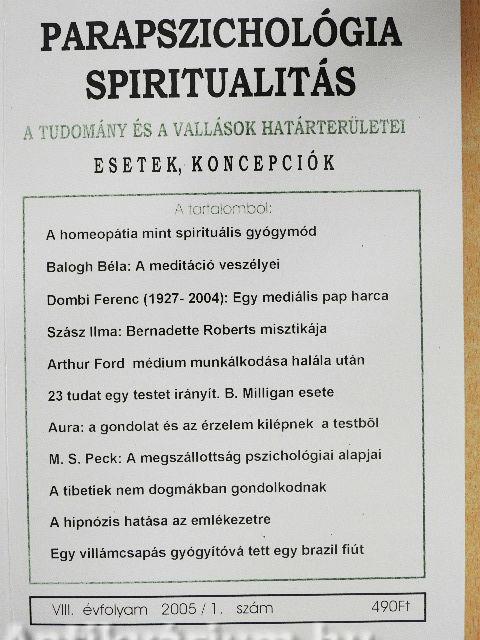 PARAPSZICHOLÓGIA
SPIRITUALITÁS
A TUDOMÁNY ÉS A VALLÁSOK HATÁRTERÜLETEI
ESETEK, KONCEPCIÓK
A tartalomból:
A homeopátia mint spirituális gyógymód
Balogh Béla: A meditáció veszélyei
Dombi Ferenc (1927- 2004): Egy mediális pap harca
Szász Ilma: Bernadette Roberts misztikája
Arthur Ford médium munkálkodása halála után
23 tudat egy testet irányít. B. Milligan esete
Aura: a gondolat és az érzelem kilépnek a testből
M. S. Peck: A megszállottság pszichológiai alapjai
A tibetiek nem dogmákban gondolkodnak
A hipnózis hatása az emlékezetre
Egy villámcsapás gyógyítóvá tett egy brazil fiút
VIII. évfolyam 2005 / 1. szám 490Ft